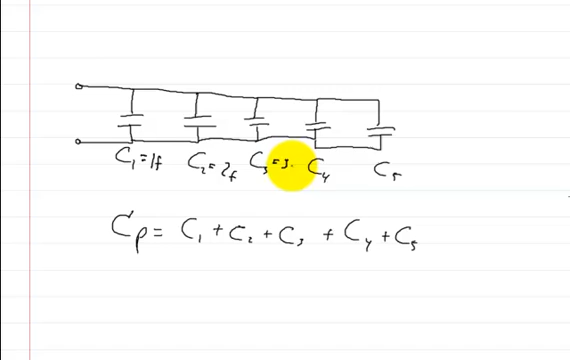 C₁=1f C₂=2f C₃=3 C₄ C₅
Cp= C₁+C₂+C₃ +C₄+C₅